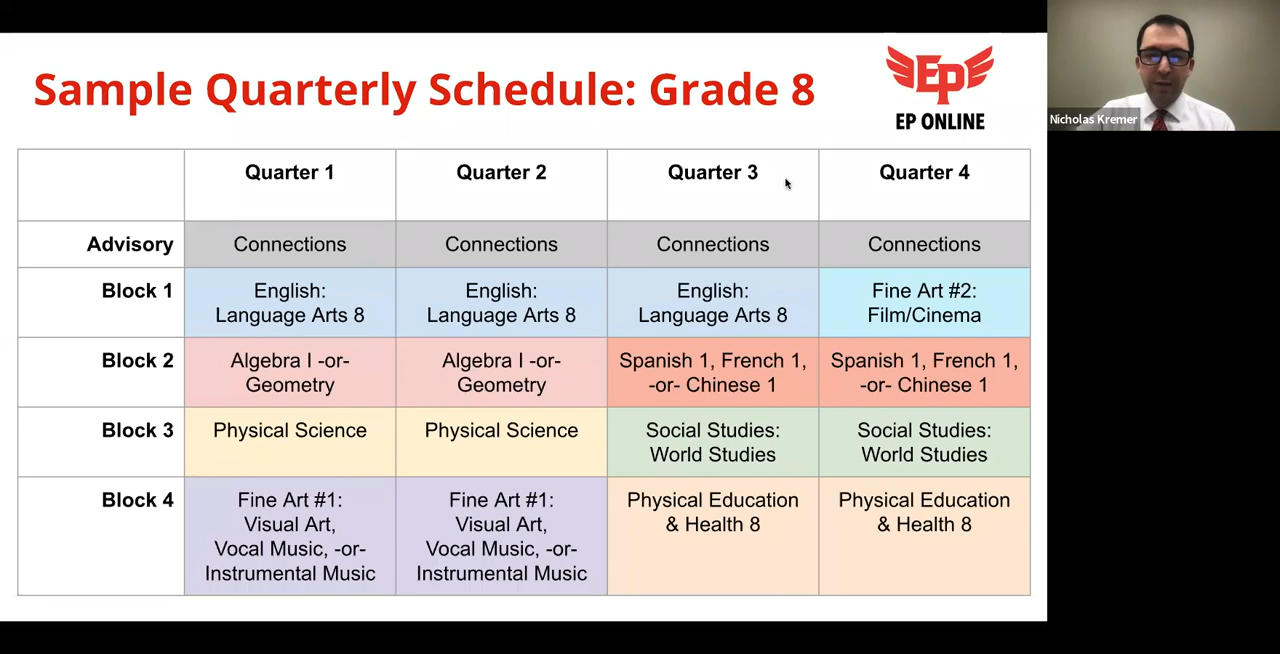 Sample Quarterly Schedule: Grade 8
EP
EP ONLINE
Nicholas Kremer
Quarter 1
Quarter 2
Quarter 3
Quarter 4
Advisory
Connections
Connections
Connections
Connections
Block 1
English:
Language Arts 8
English:
Language Arts 8
English:
Language Arts 8
Fine Art #2:
Film/Cinema
Block 2
Algebra I -or-
Geometry
Algebra I -or-
Geometry
Spanish 1, French 1,
-or- Chinese 1
Spanish 1, French 1,
-or- Chinese 1
Block 3
Physical Science
Physical Science
Social Studies:
World Studies
Social Studies:
World Studies
Block 4
Fine Art #1:
Visual Art,
Vocal Music, -or-
Instrumental Music
Fine Art #1:
Visual Art,
Vocal Music, -or-
Instrumental Music
Physical Education
& Health 8
Physical Education
& Health 8